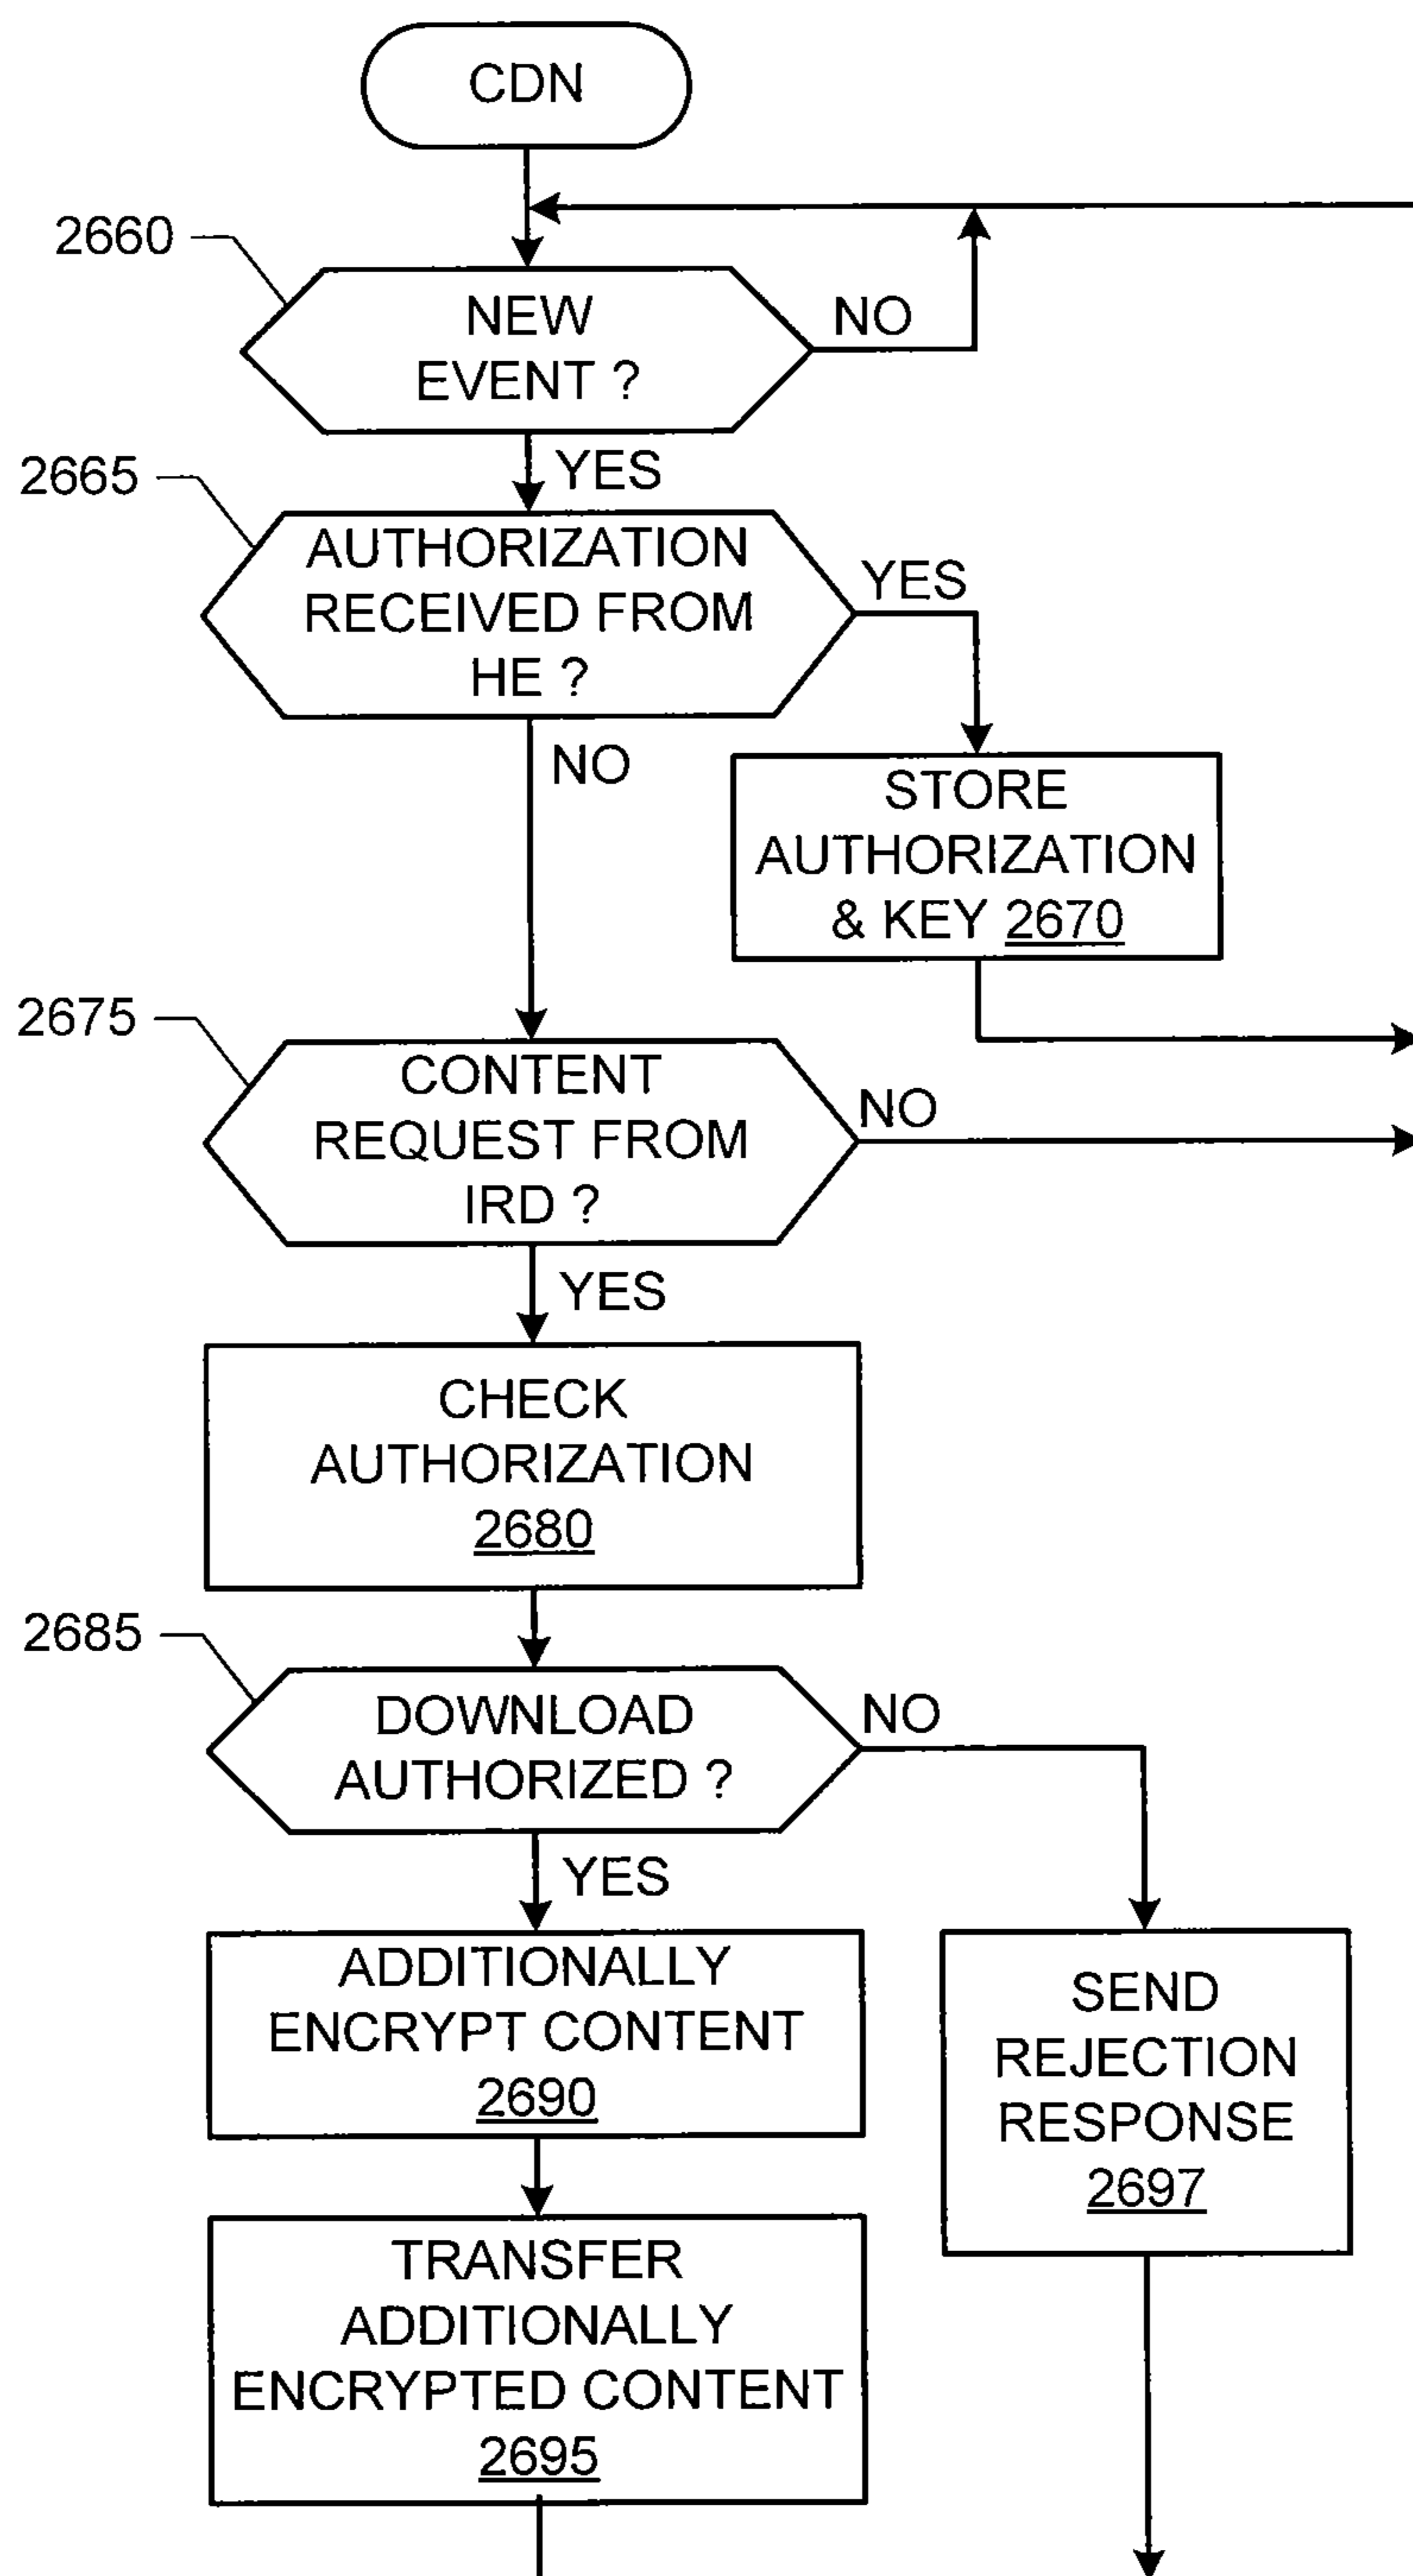 CDN
2660
NEW
EVENT ?
NO
YES
2665
AUTHORIZATION
RECEIVED FROM
HE ?
YES
NO
STORE
AUTHORIZATION
& KEY 2670
2675
CONTENT
REQUEST FROM
IRD ?
NO
YES
CHECK
AUTHORIZATION
2680
2685
DOWNLOAD
AUTHORIZED ?
NO
YES
ADDITIONALLY
ENCRYPT CONTENT
2690
SEND
REJECTION
RESPONSE
2697
TRANSFER
ADDITIONALLY
ENCRYPTED CONTENT
2695